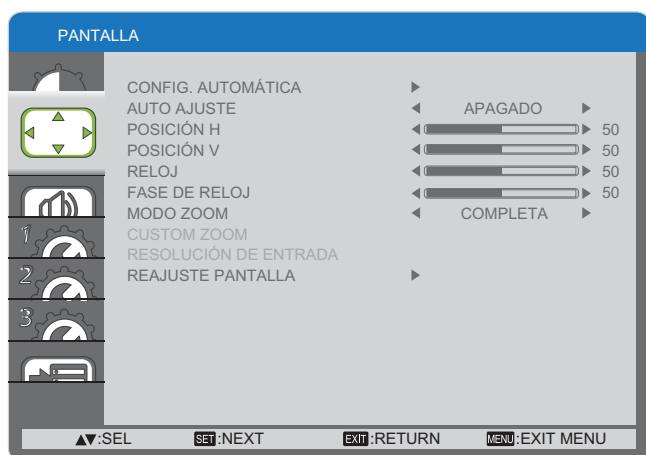 PANTALLA
CONFIG. AUTOMÁTICA
AUTO AJUSTE APAGADO
POSICIÓN H 50
POSICIÓN V 50
RELOJ 50
FASE DE RELOJ 50
MODO ZOOM COMPLETA
CUSTOM ZOOM
RESOLUCIÓN DE ENTRADA
REAJUSTE PANTALLA
1
2
3
▲▼:SEL SET:NEXT EXIT:RETURN MENU:EXIT MENU